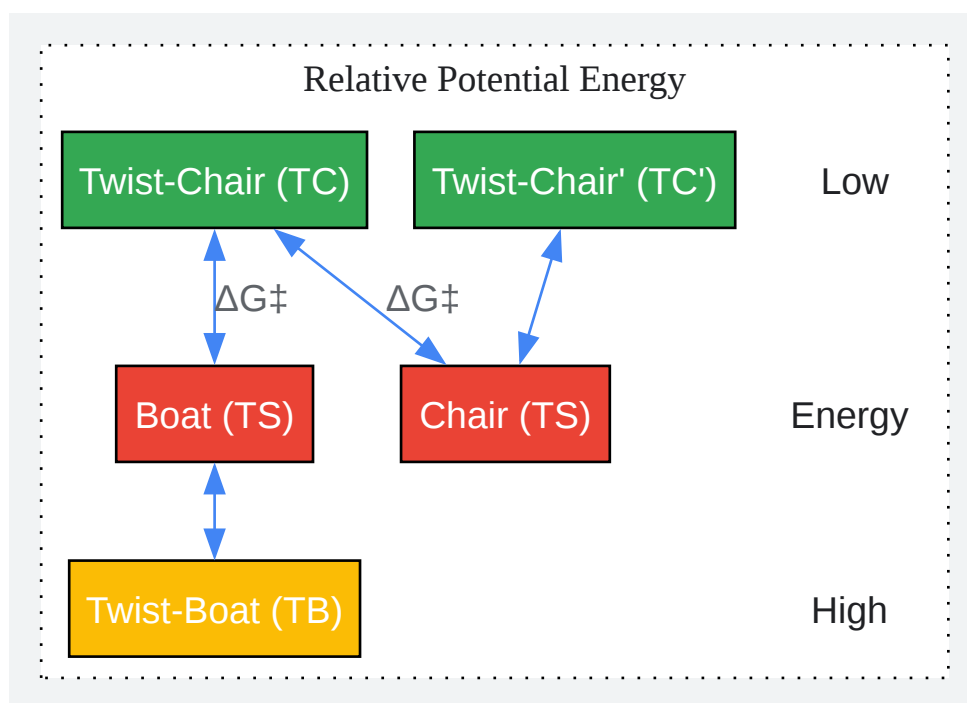 Relative Potential Energy
Twist-Chair (TC)
Twist-Chair' (TC')
Low
ΔG‡
ΔG‡
Boat (TS)
Chair (TS)
Energy
Twist-Boat (TB)
High